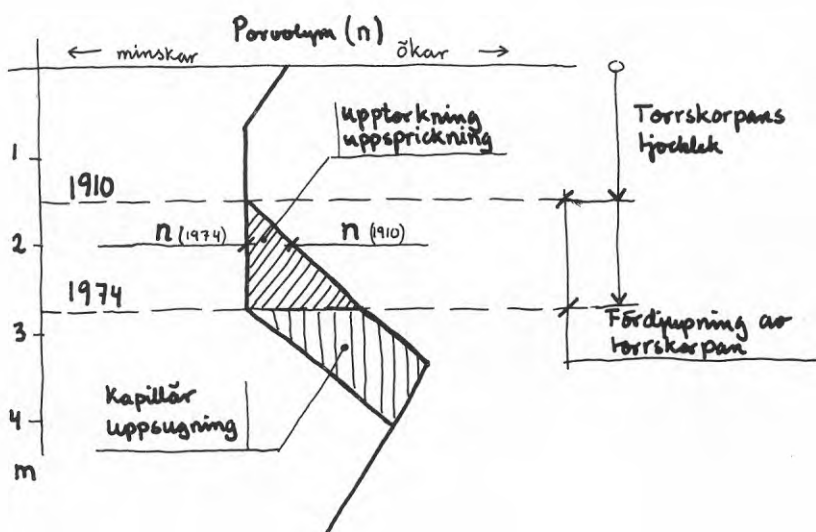 Porvolym (n)
← minskar ökar →
upptorkning
uppsprickning
Torrskorpans
tjocklek
1
1910
n (1974) n (1910)
2
1974
3
Fördjupning av
torrskorpan
Kapillär
uppsugning
4
m